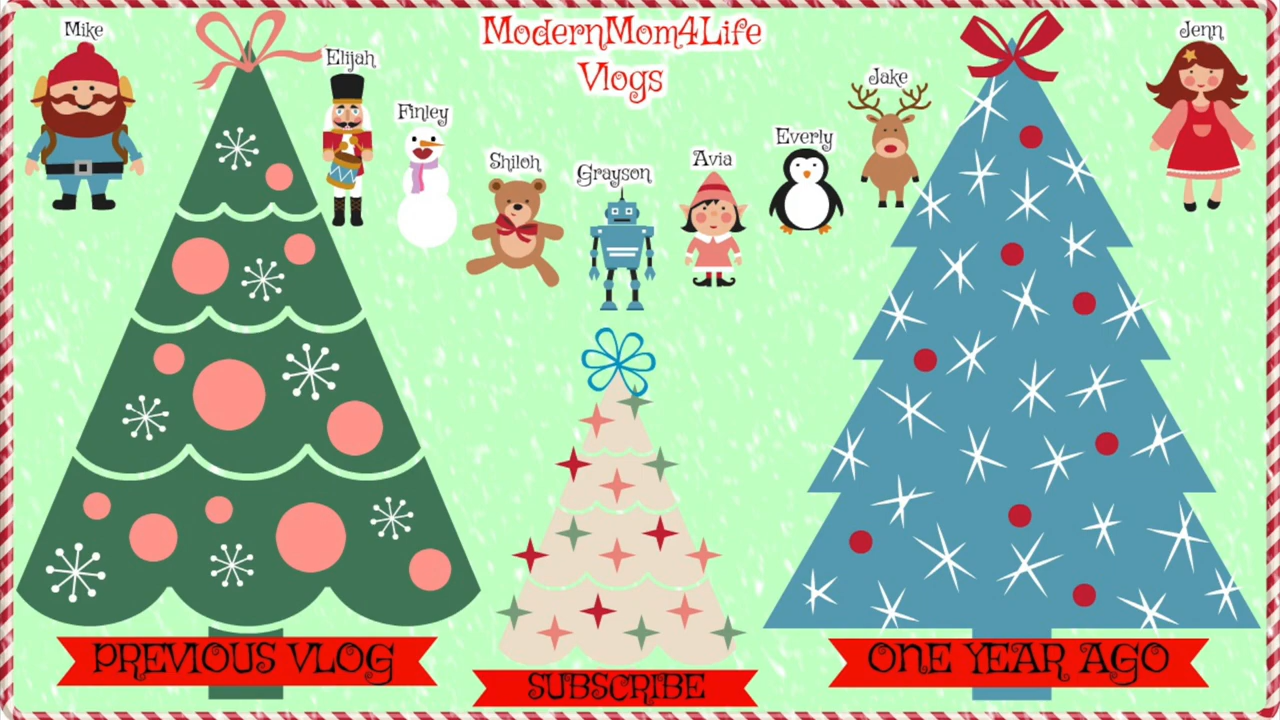 ModernMom4Life
Vlogs
Mike
Elijah
Finley
Shiloh
Grayson
Avia
Everly
Jake
Jenn
PREVIOUS VLOG
SUBSCRIBE
ONE YEAR AGO